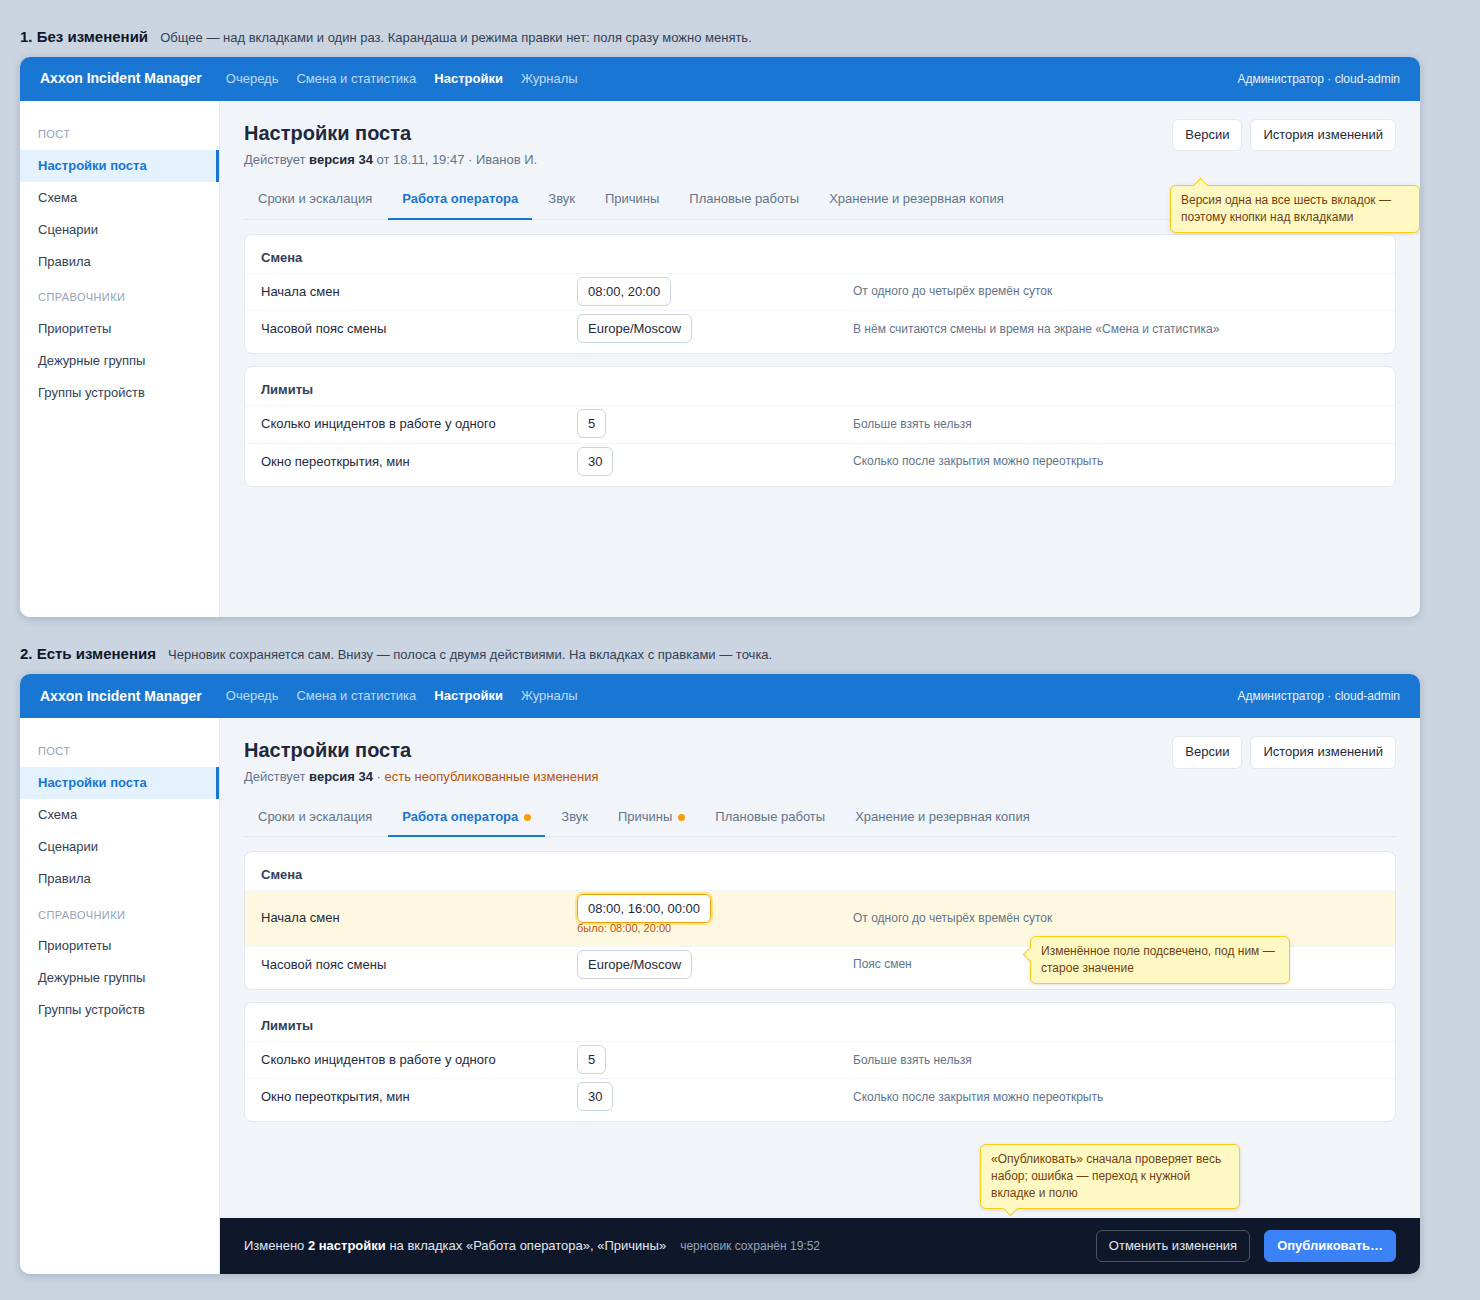 1. Без изменений Общее — над вкладками и один раз. Карандаша и режима правки нет: поля сразу можно менять.
Axxon Incident Manager Очередь Смена и статистика Настройки Журналы Администратор · cloud-admin
ПОСТ
Настройки поста
Схема
Сценарии
Правила
СПРАВОЧНИКИ
Приоритеты
Дежурные группы
Группы устройств
Настройки поста
Версии История изменений
Действует версия 34 от 18.11, 19:47 · Иванов И.
Сроки и эскалация Работа оператора Звук Причины Плановые работы Хранение и резервная копия
Версия одна на все шесть вкладок —
поэтому кнопки над вкладками
Смена
Начала смен 08:00, 20:00 От одного до четырёх времён суток
Часовой пояс смены Europe/Moscow В нём считаются смены и время на экране «Смена и статистика»
Лимиты
Сколько инцидентов в работе у одного 5 Больше взять нельзя
Окно переоткрытия, мин 30 Сколько после закрытия можно переоткрыть
2. Есть изменения Черновик сохраняется сам. Внизу — полоса с двумя действиями. На вкладках с правками — точка.
Axxon Incident Manager Очередь Смена и статистика Настройки Журналы Администратор · cloud-admin
ПОСТ
Настройки поста
Схема
Сценарии
Правила
СПРАВОЧНИКИ
Приоритеты
Дежурные группы
Группы устройств
Настройки поста
Версии История изменений
Действует версия 34 · есть неопубликованные изменения
Сроки и эскалация Работа оператора Звук Причины Плановые работы Хранение и резервная копия
Смена
Начала смен 08:00, 16:00, 00:00 От одного до четырёх времён суток
было: 08:00, 20:00
Часовой пояс смены Europe/Moscow Пояс смен
Изменённое поле подсвечено, под ним —
старое значение
Лимиты
Сколько инцидентов в работе у одного 5 Больше взять нельзя
Окно переоткрытия, мин 30 Сколько после закрытия можно переоткрыть
«Опубликовать» сначала проверяет весь
набор; ошибка — переход к нужной
вкладке и полю
Изменено 2 настройки на вкладках «Работа оператора», «Причины» черновик сохранён 19:52 Отменить изменения Опубликовать…